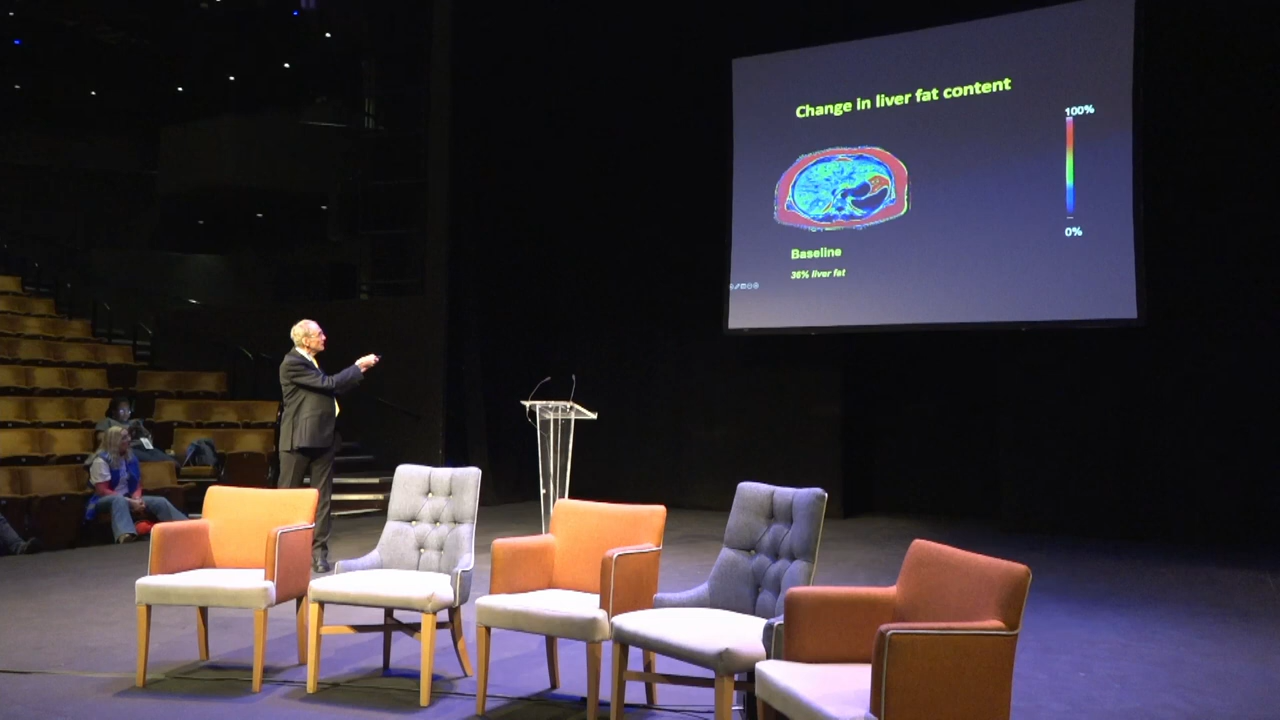 Change in liver fat content
100%
0%
Baseline
36% liver fat